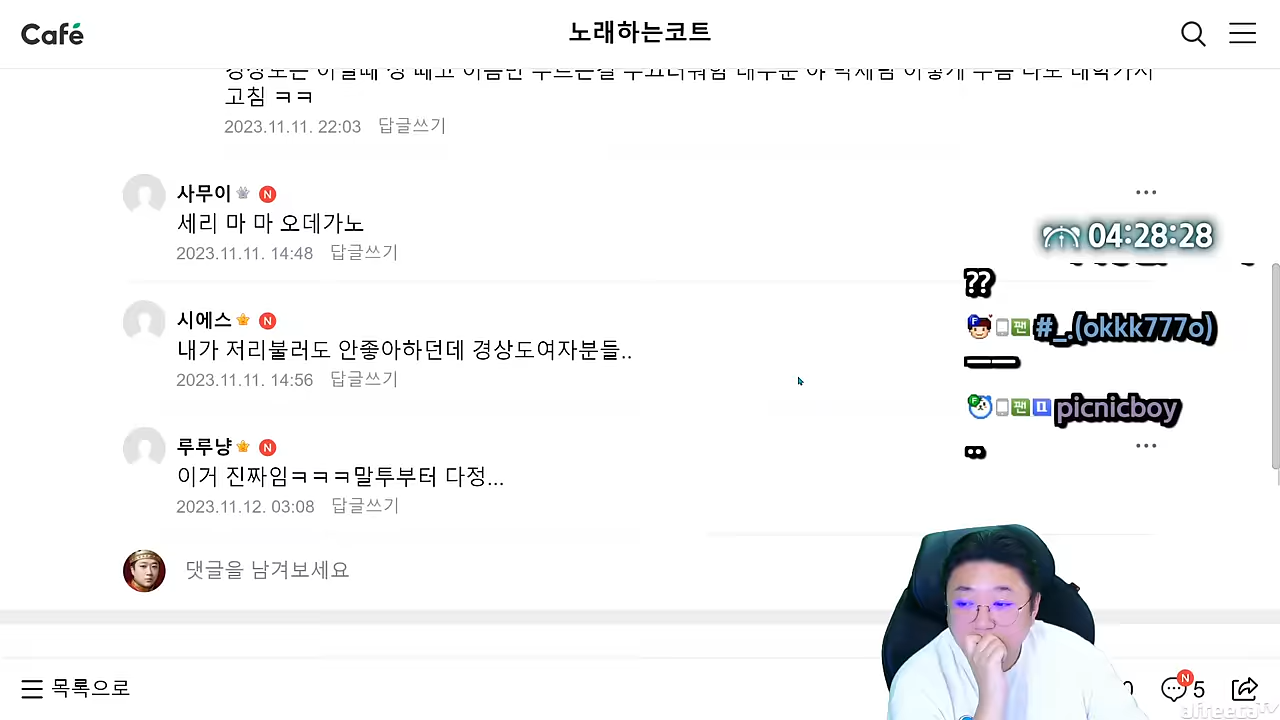 Café
노래하는코트
고침 ㅋㅋ
2023.11.11. 22:03 답글쓰기
사무이 N
세리 마 마 오데가노
2023.11.11. 14:48 답글쓰기
04:28:28
??
#_.(okkk777o)
시에스 N
내가 저리불러도 안좋아하던데 경상도여자분들..
2023.11.11. 14:56 답글쓰기
picnicboy
..
루루냥 N
이거 진짜임ㅋㅋㅋ말투부터 다정...
2023.11.12. 03:08 답글쓰기
댓글을 남겨보세요
목록으로
N
5
afreecaTV